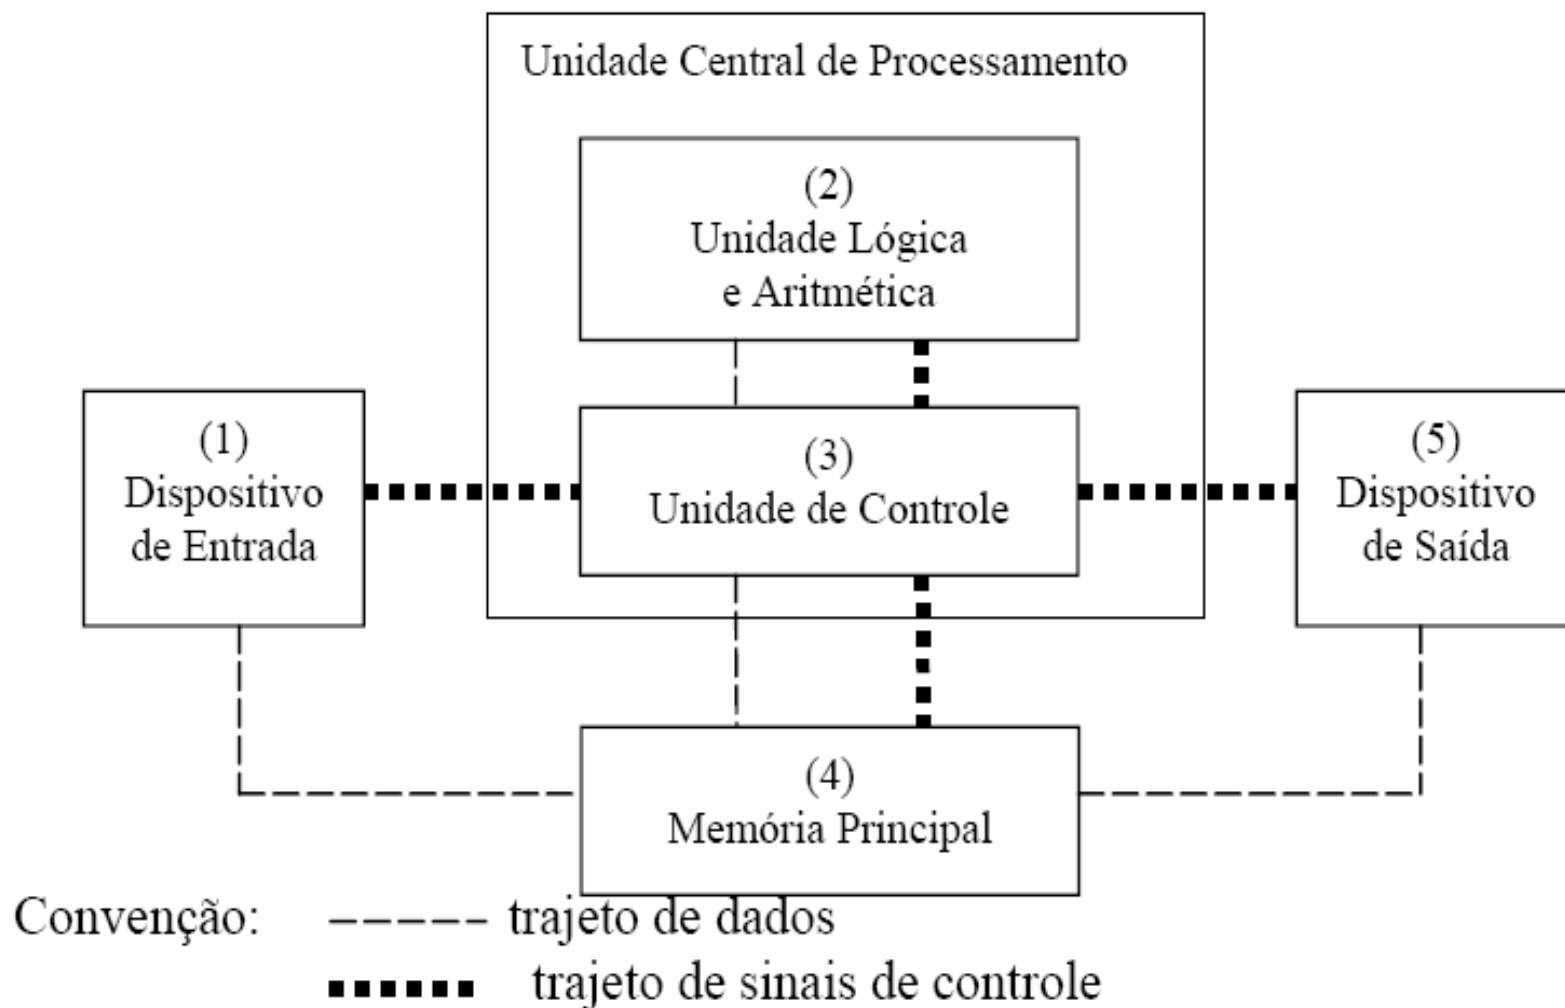 Unidade Central de Processamento
(2)
Unidade Lógica
e Aritmética
(1)
Dispositivo
de Entrada
(3)
Unidade de Controle
(5)
Dispositivo
de Saída
(4)
Memória Principal
Convenção:
trajeto de dados
trajeto de sinais de controle